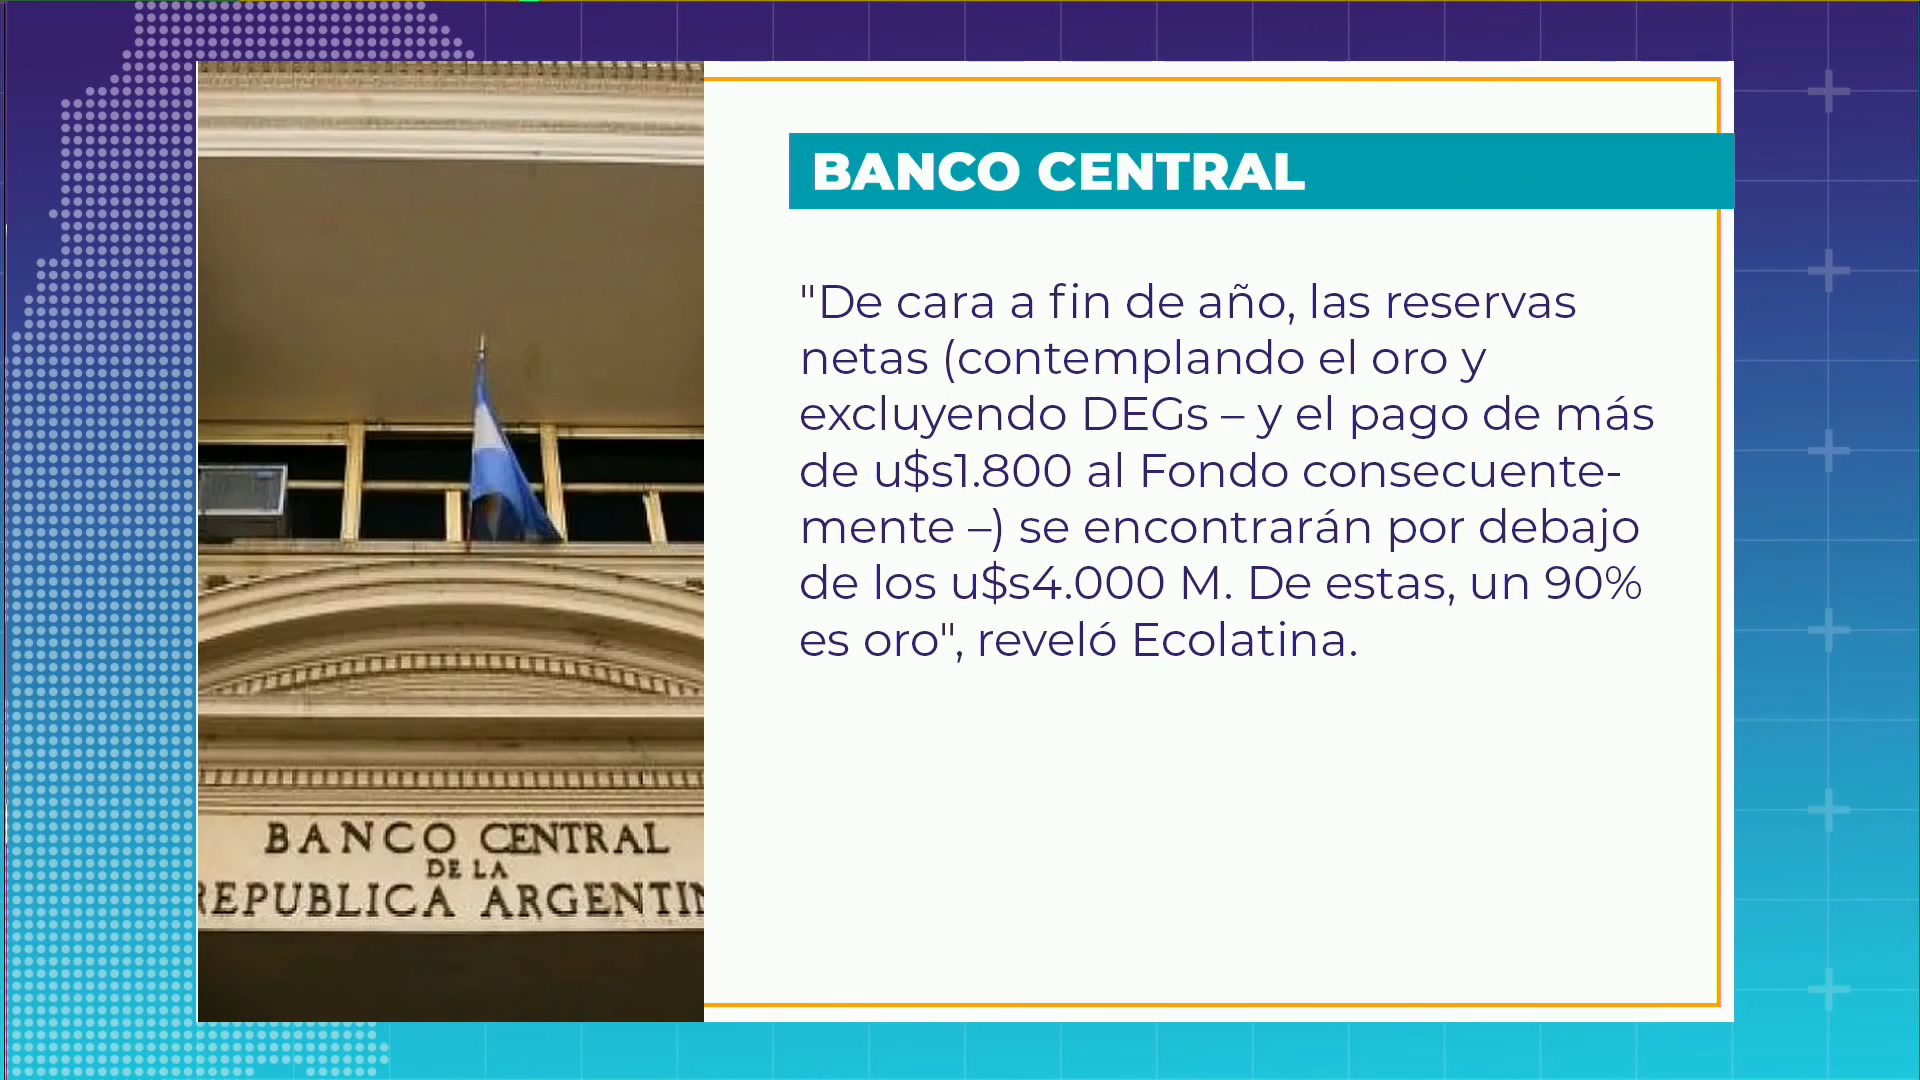 BANCO CENTRAL
"De cara a fin de año, las reservas
netas (contemplando el oro y
excluyendo DEGs – y el pago de más
de u$s1.800 al Fondo consecuente-
mente –) se encontrarán por debajo
de los u$s4.000 M. De estas, un 90%
es oro", reveló Ecolatina.
BANCO CENTRAL
DE LA
REPUBLICA ARGENTIN